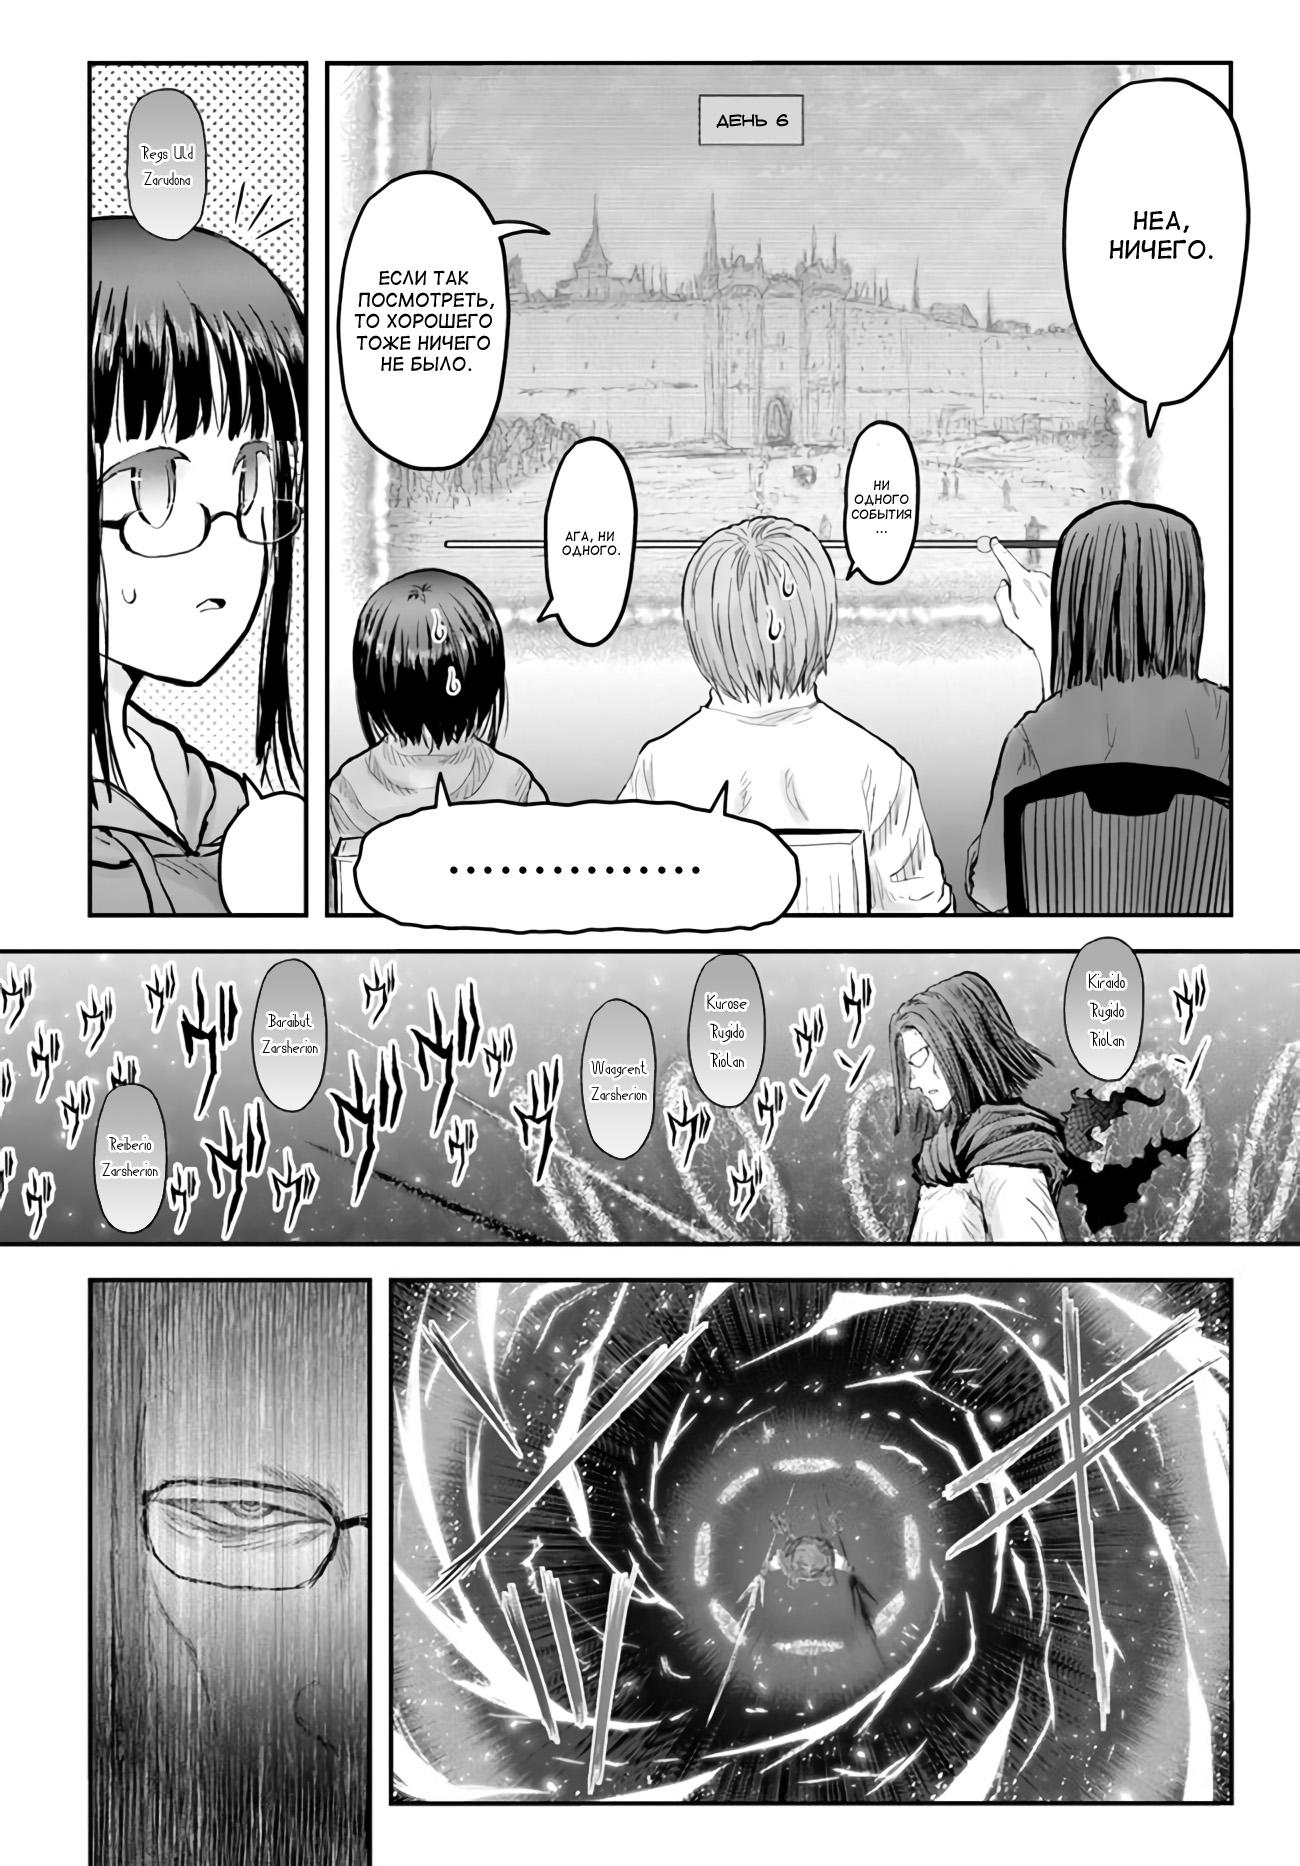 НЕА,
НИЧЕГО.
ДЕНЬ 6
ЕСЛИ ТАК
ПОСМОТРЕТЬ,
ТО ХОРОШЕГО
ТОЖЕ НИЧЕГО
НЕ БЫЛО.
НИ
ОДНОГО
СОБЫТИЯ
...
АГА, НИ
ОДНОГО.
...............
Regs Uld
Zarudona
Kiraido
Rugido
Riolan
Kurose
Rugido
Riolan
Waagrent
Zarsherion
Baraibut
Zarsherion
Reiberio
Zarsherion